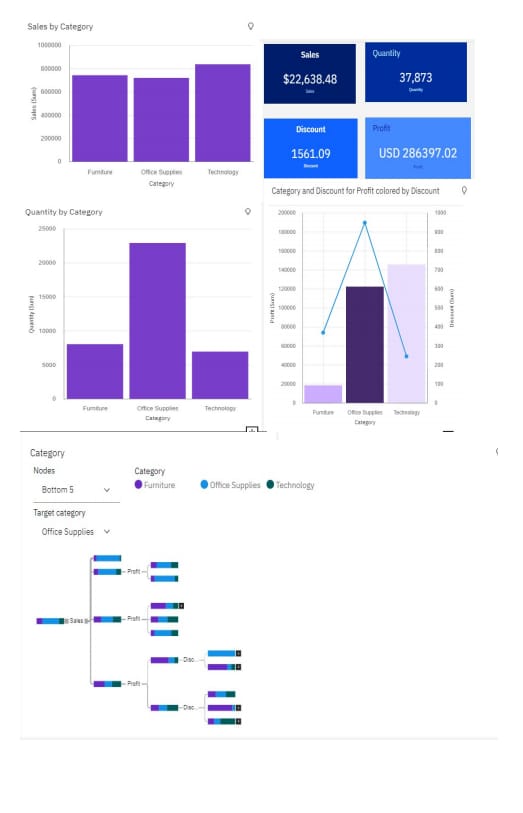 Sales by Category
1000000
800000
600000
400000
200000
0
Sales (Sum)
Furniture
Office Supplies
Technology
Category
Sales
$22,638.48
Sales
Quantity
37,873
Quantity
Discount
1561.09
Discount
Profit
USD 286397.02
Profit
Quantity by Category
25000
20000
15000
10000
5000
0
Quantity (Sum)
Furniture
Office Supplies
Technology
Category
Category and Discount for Profit colored by Discount
200000
180000
160000
140000
120000
100000
80000
60000
40000
20000
0
Profit (Sum)
1000
900
800
700
600
500
400
300
200
100
0
Discount (Sum)
Furniture
Office Supplies
Technology
Category
Category
Nodes
Bottom 5
Target category
Office Supplies
Category
Furniture
Office Supplies
Technology
Sales
Profit
Profit
Profit
Disc...
Disc...